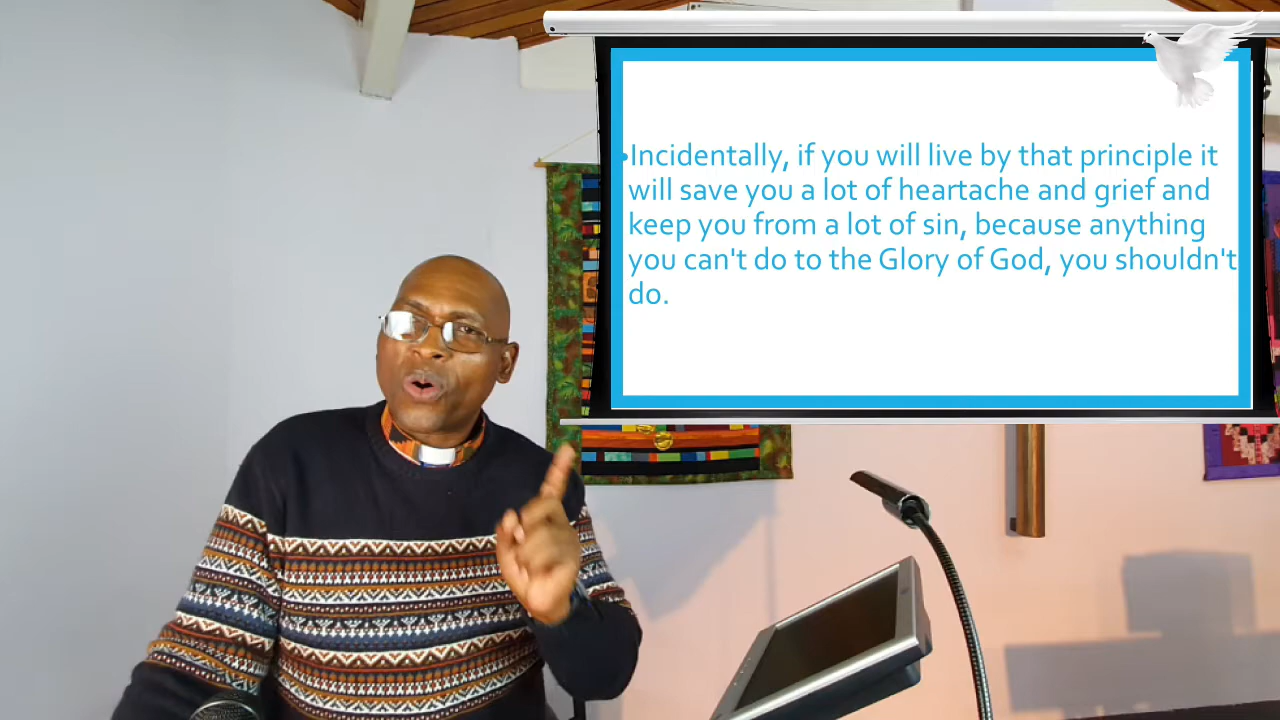 •Incidentally, if you will live by that principle it
will save you a lot of heartache and grief and
keep you from a lot of sin, because anything
you can't do to the Glory of God, you shouldn't
do.